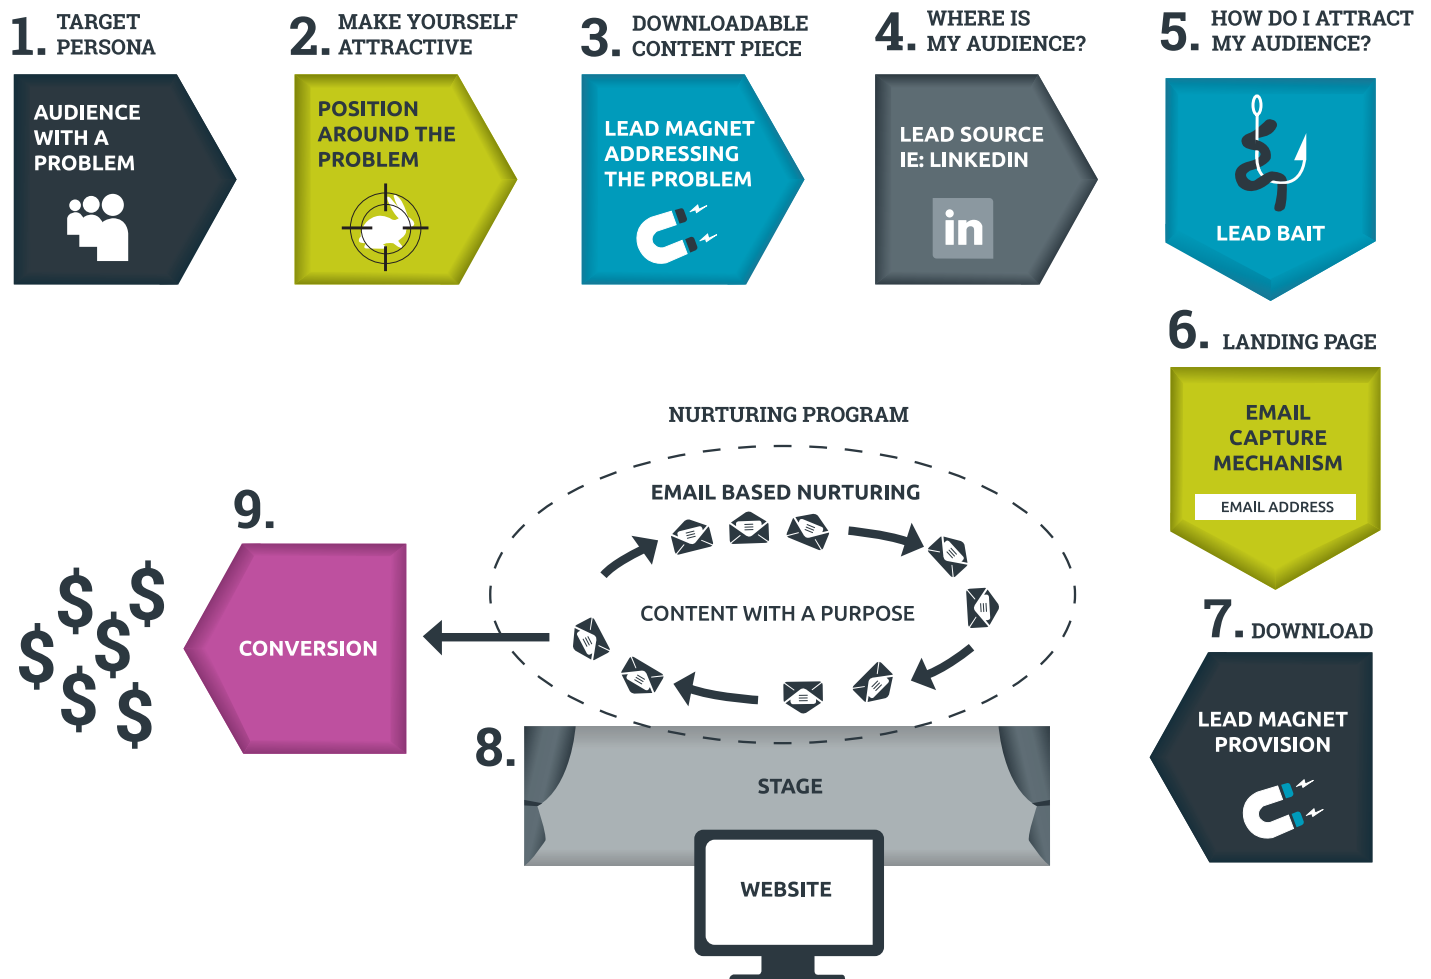 1. TARGET
PERSONA
AUDIENCE
WITH A
PROBLEM
2. MAKE YOURSELF
ATTRACTIVE
POSITION
AROUND THE
PROBLEM
3. DOWNLOADABLE
CONTENT PIECE
LEAD MAGNET
ADDRESSING
THE PROBLEM
4. WHERE IS
MY AUDIENCE?
LEAD SOURCE
IE: LINKEDIN
in
5. HOW DO I ATTRACT
MY AUDIENCE?
LEAD BAIT
6. LANDING PAGE
EMAIL
CAPTURE
MECHANISM
EMAIL ADDRESS
7. DOWNLOAD
LEAD MAGNET
PROVISION
NURTURING PROGRAM
EMAIL BASED NURTURING
CONTENT WITH A PURPOSE
8.
STAGE
WEBSITE
9.
CONVERSION
$
$
$
$
$
$